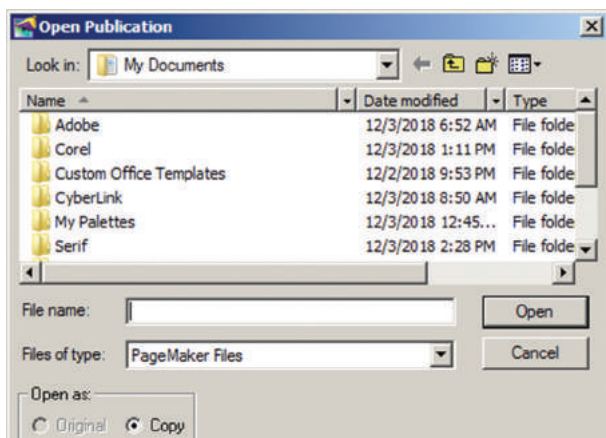 Open Publication
Look in: My Documents
Name Date modified Type
Adobe 12/3/2018 6:52 AM File folde
Corel 12/3/2018 1:11 PM File folde
Custom Office Templates 12/2/2018 9:53 PM File folde
CyberLink 12/3/2018 8:50 AM File folde
My Palettes 12/3/2018 12:45... File folde
Serif 12/3/2018 2:28 PM File folde
File name: Open
Files of type: PageMaker Files Cancel
Open as:
Original Copy